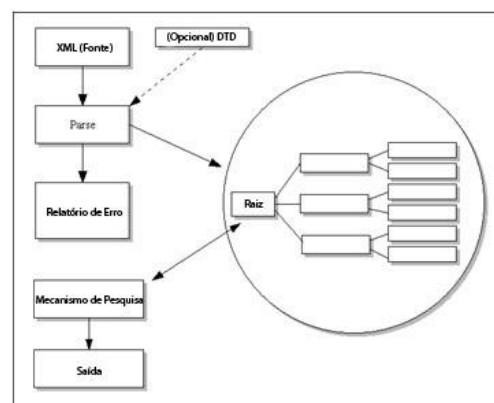 XML (Fonte)
(Opcional) DTD
Parse
Relatório de Erro
Raiz
Mecanismo de Pesquisa
Saída